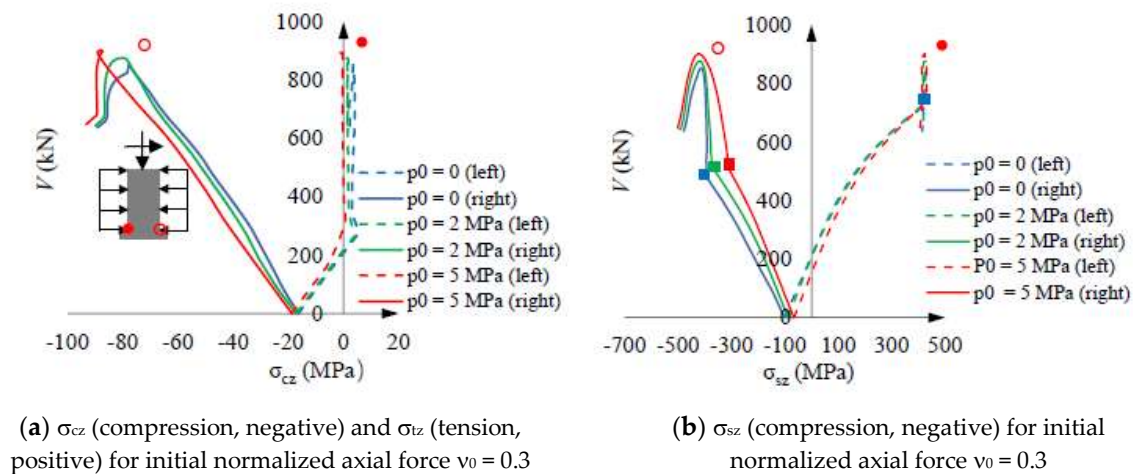 1000
800
600
400
200
0
V (kN)
p0 = 0 (left)
p0 = 0 (right)
p0 = 2 MPa (left)
p0 = 2 MPa (right)
p0 = 5 MPa (left)
p0 = 5 MPa (right)
-100 -80 -60 -40 -20 0 20
σcz (MPa)
(a) σcz (compression, negative) and σtz (tension,
positive) for initial normalized axial force ν0 = 0.3
1000
800
600
400
200
0
V (kN)
p0 = 0 (left)
p0 = 0 (right)
p0 = 2 MPa (left)
p0 = 2 MPa (right)
P0 = 5 MPa (left)
p0 = 5 MPa (right)
-700 -500 -300 -100 100 300 500
σsz (MPa)
(b) σsz (compression, negative) for initial
normalized axial force ν0 = 0.3